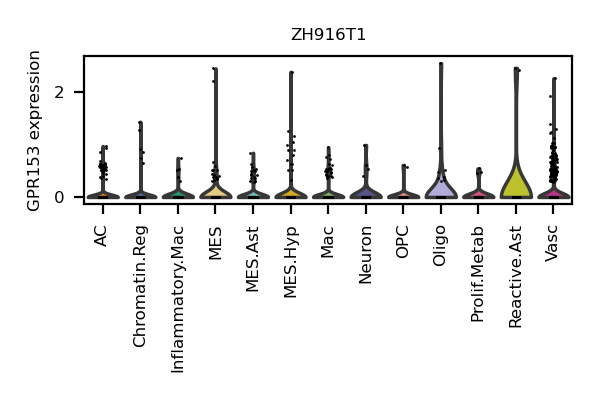 ZH916T1
GPR153 expression
2
0
AC
Chromatin.Reg
Inflammatory.Mac
MES
MES.Ast
MES.Hyp
Mac
Neuron
OPC
Oligo
Prolif.Metab
Reactive.Ast
Vasc